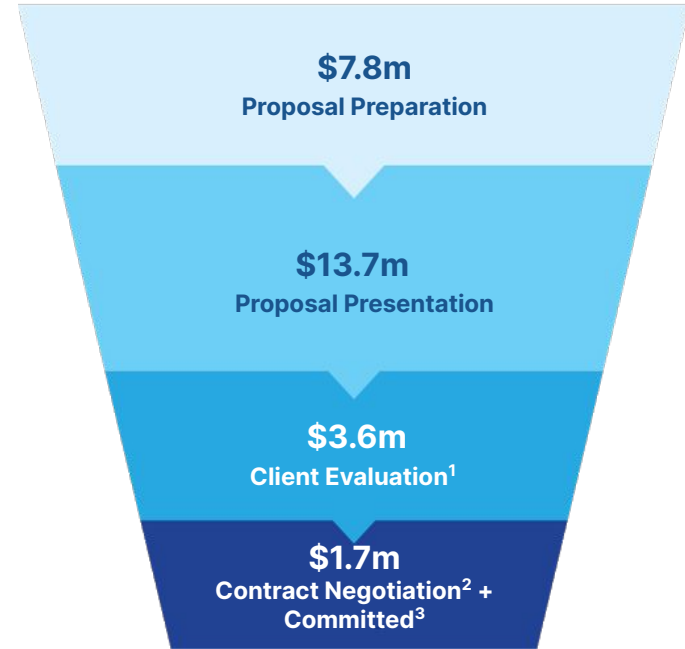 $7.8m
Proposal Preparation
$13.7m
Proposal Presentation
$3.6m
Client Evaluation¹
$1.7m
Contract Negotiation² +
Committed³